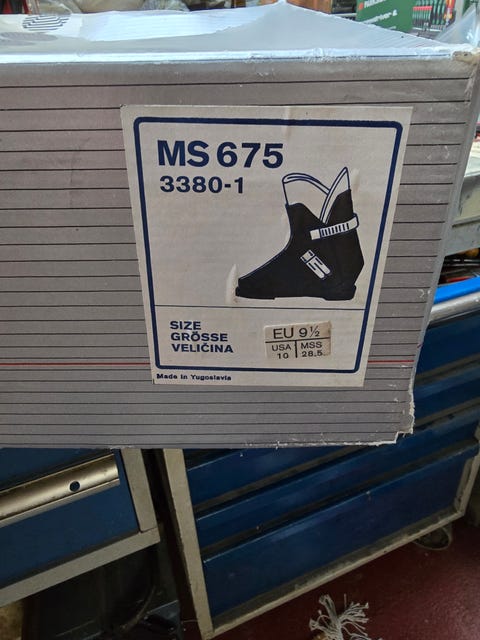 MS 675
3380-1
SIZE
GRÖSSE
VELIČINA
EU 9½
USA MSS
10 28.5
Made in Yugoslavia